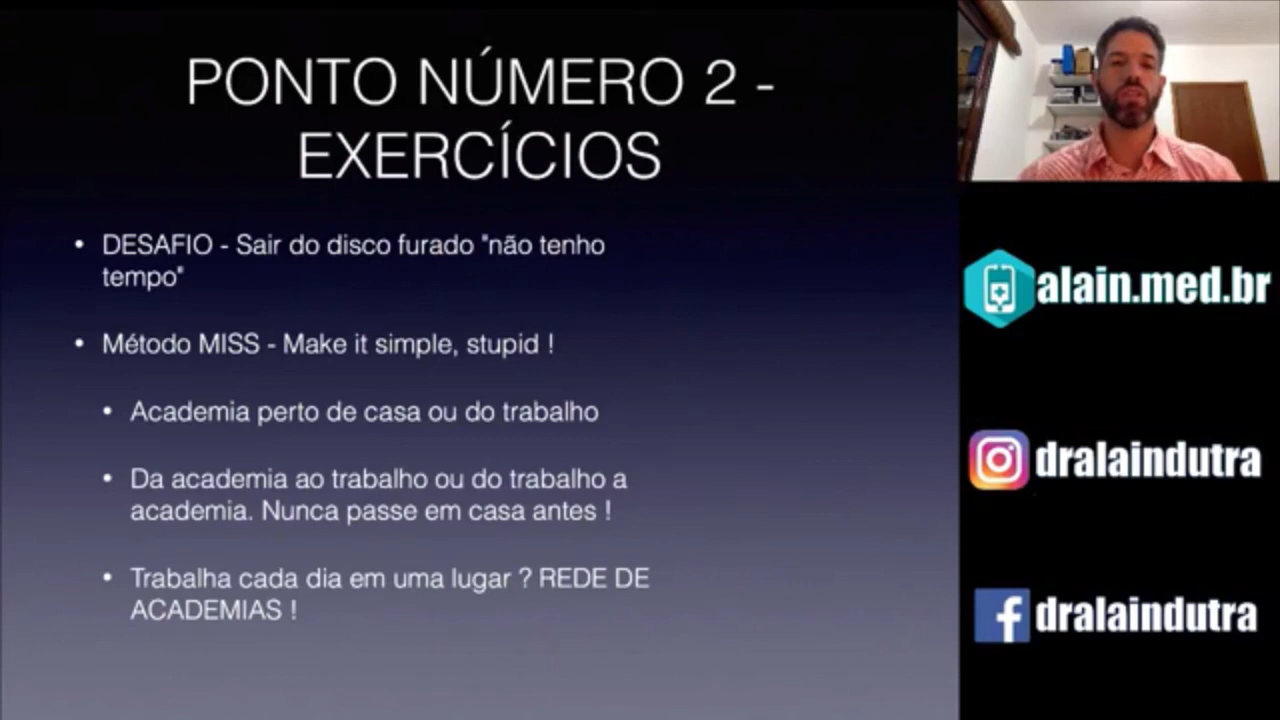 PONTO NÚMERO 2 -
EXERCÍCIOS
• DESAFIO - Sair do disco furado "não tenho
tempo"
• Método MISS - Make it simple, stupid !
• Academia perto de casa ou do trabalho
• Da academia ao trabalho ou do trabalho a
academia. Nunca passe em casa antes !
• Trabalha cada dia em uma lugar ? REDE DE
ACADEMIAS !
alain.med.br
dralaindutra
dralaindutra